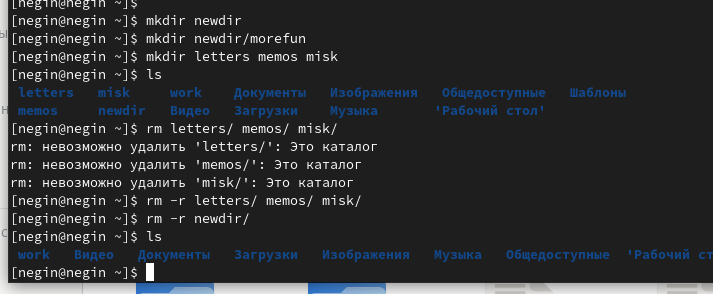 [negin@negin ~]$
[negin@negin ~]$ mkdir newdir
[negin@negin ~]$ mkdir newdir/morefun
[negin@negin ~]$ mkdir letters memos misk
[negin@negin ~]$ ls
letters misk work Документы Изображения Общедоступные Шаблоны
memos newdir Видео Загрузки Музыка 'Рабочий стол'
[negin@negin ~]$ rm letters/ memos/ misk/
rm: невозможно удалить 'letters/': Это каталог
rm: невозможно удалить 'memos/': Это каталог
rm: невозможно удалить 'misk/': Это каталог
[negin@negin ~]$ rm -r letters/ memos/ misk/
[negin@negin ~]$ rm -r newdir/
[negin@negin ~]$ ls
work Видео Документы Загрузки Изображения Музыка Общедоступные 'Рабочий ст
[negin@negin ~]$